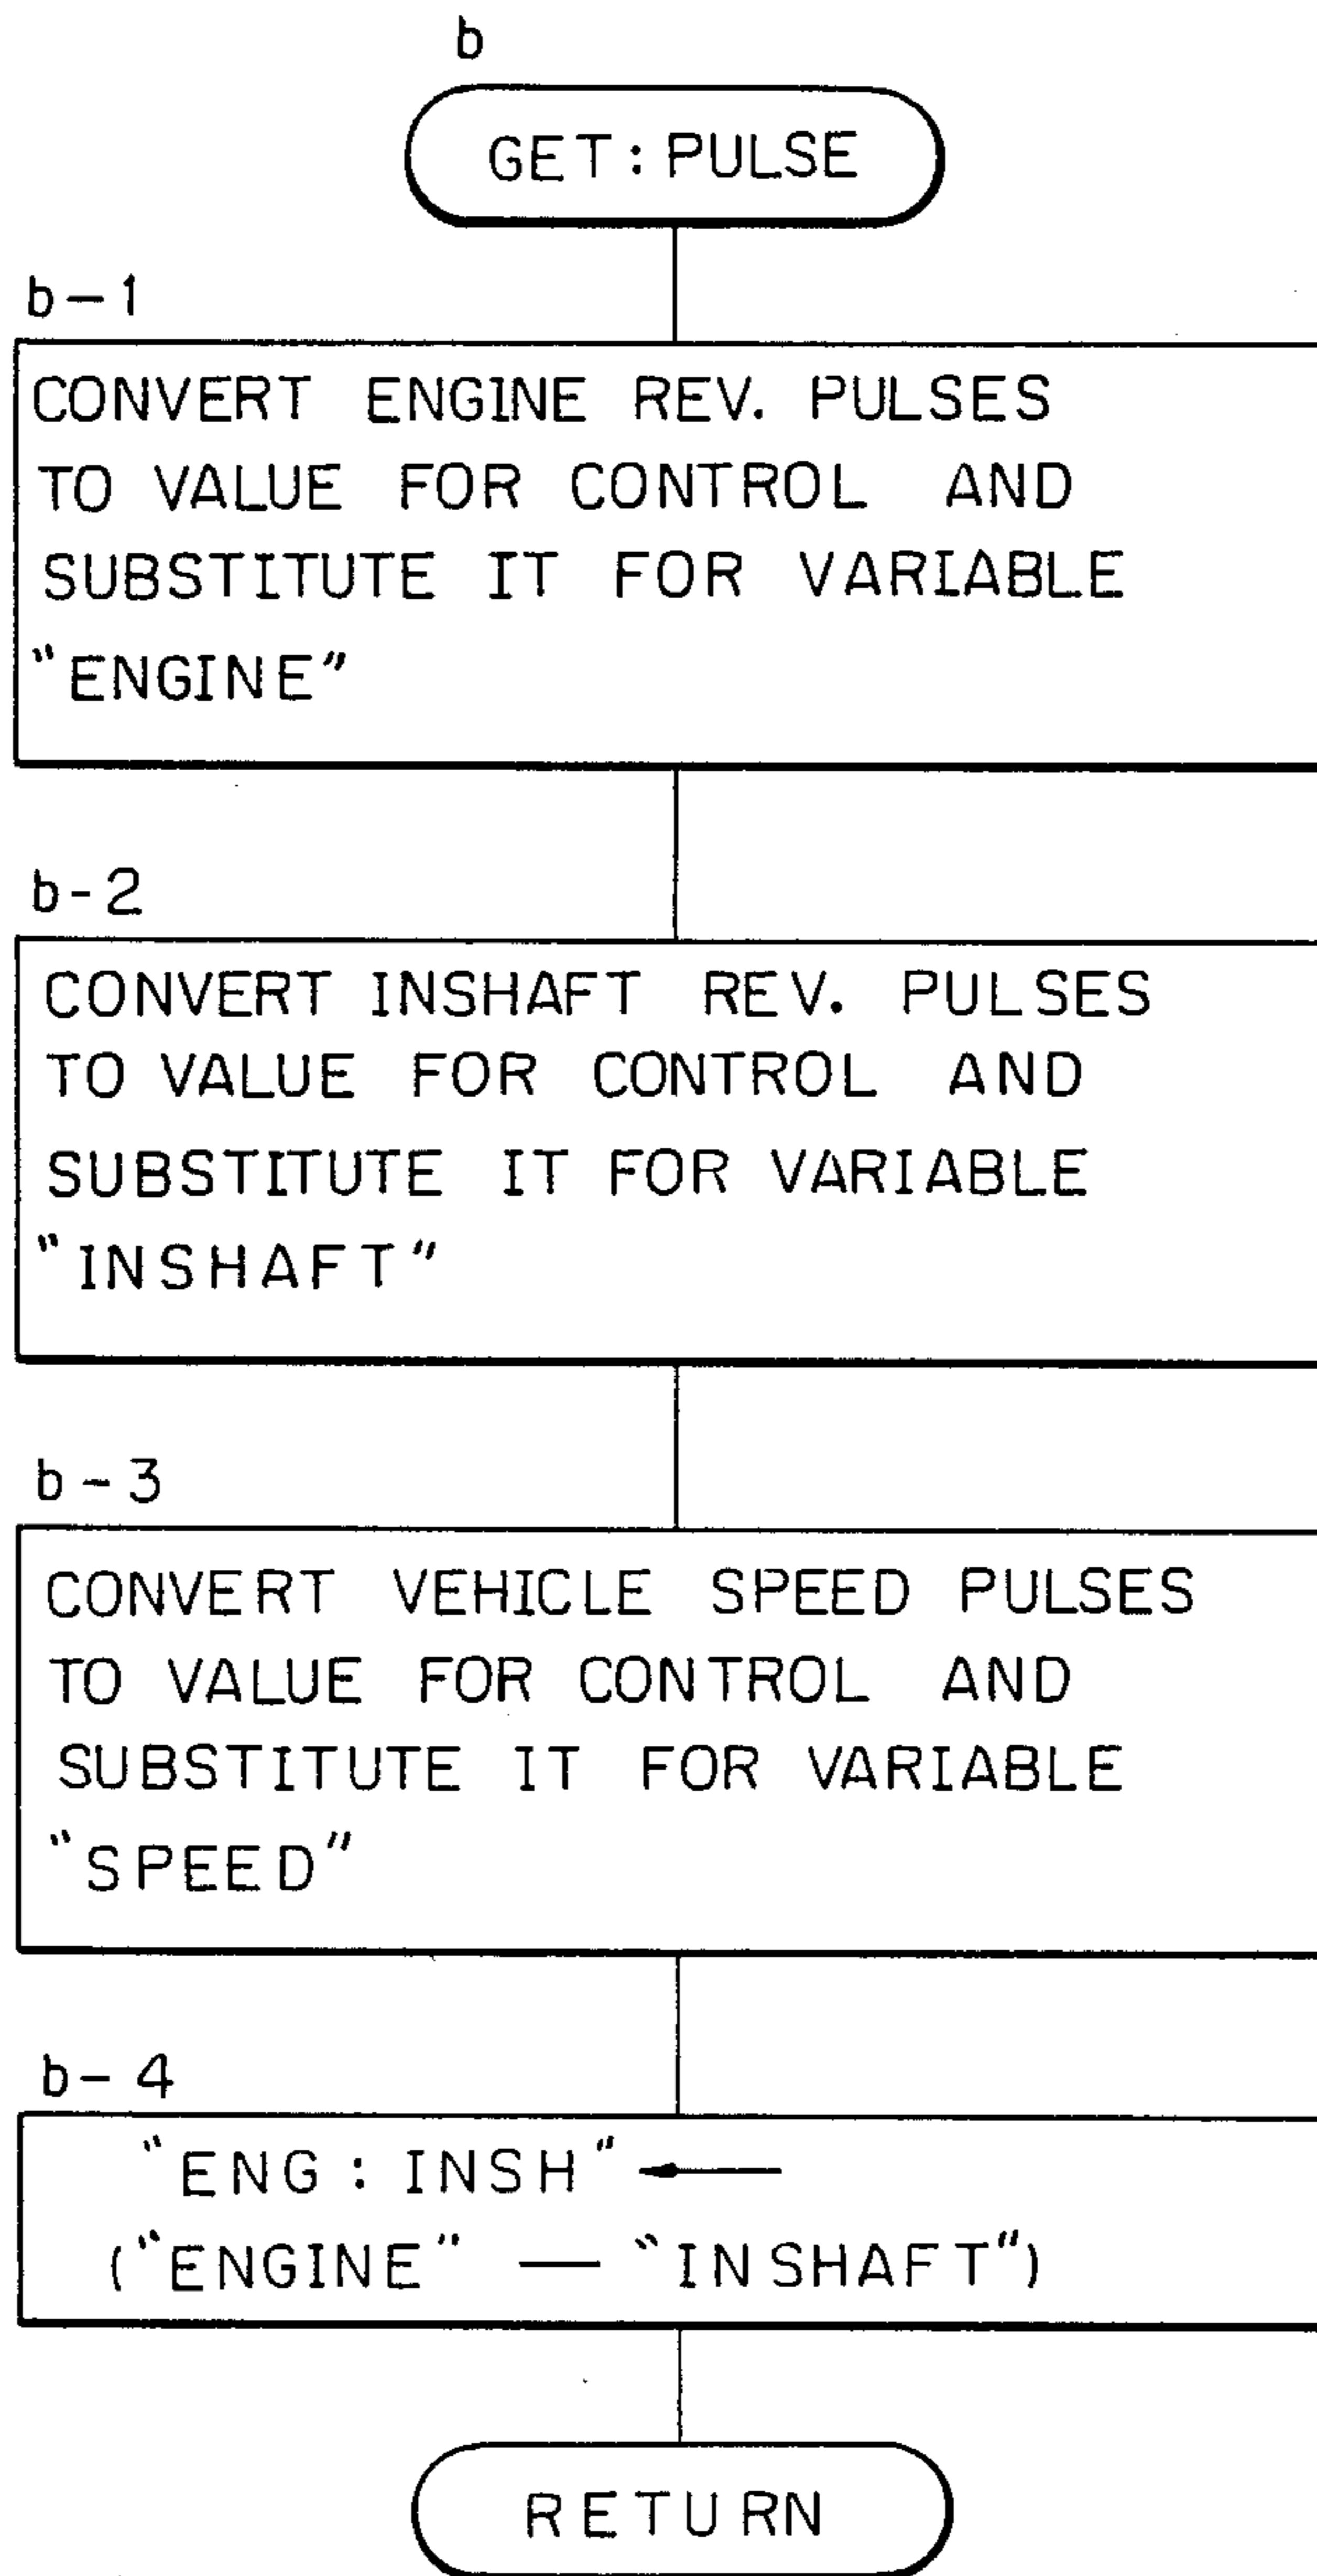 b
GET:PULSE
b-1
CONVERT ENGINE REV. PULSES
TO VALUE FOR CONTROL AND
SUBSTITUTE IT FOR VARIABLE
"ENGINE"
b-2
CONVERT INSHAFT REV. PULSES
TO VALUE FOR CONTROL AND
SUBSTITUTE IT FOR VARIABLE
"INSHAFT"
b-3
CONVERT VEHICLE SPEED PULSES
TO VALUE FOR CONTROL AND
SUBSTITUTE IT FOR VARIABLE
"SPEED"
b-4
"ENG:INSH" ←
("ENGINE" — "INSHAFT")
RETURN